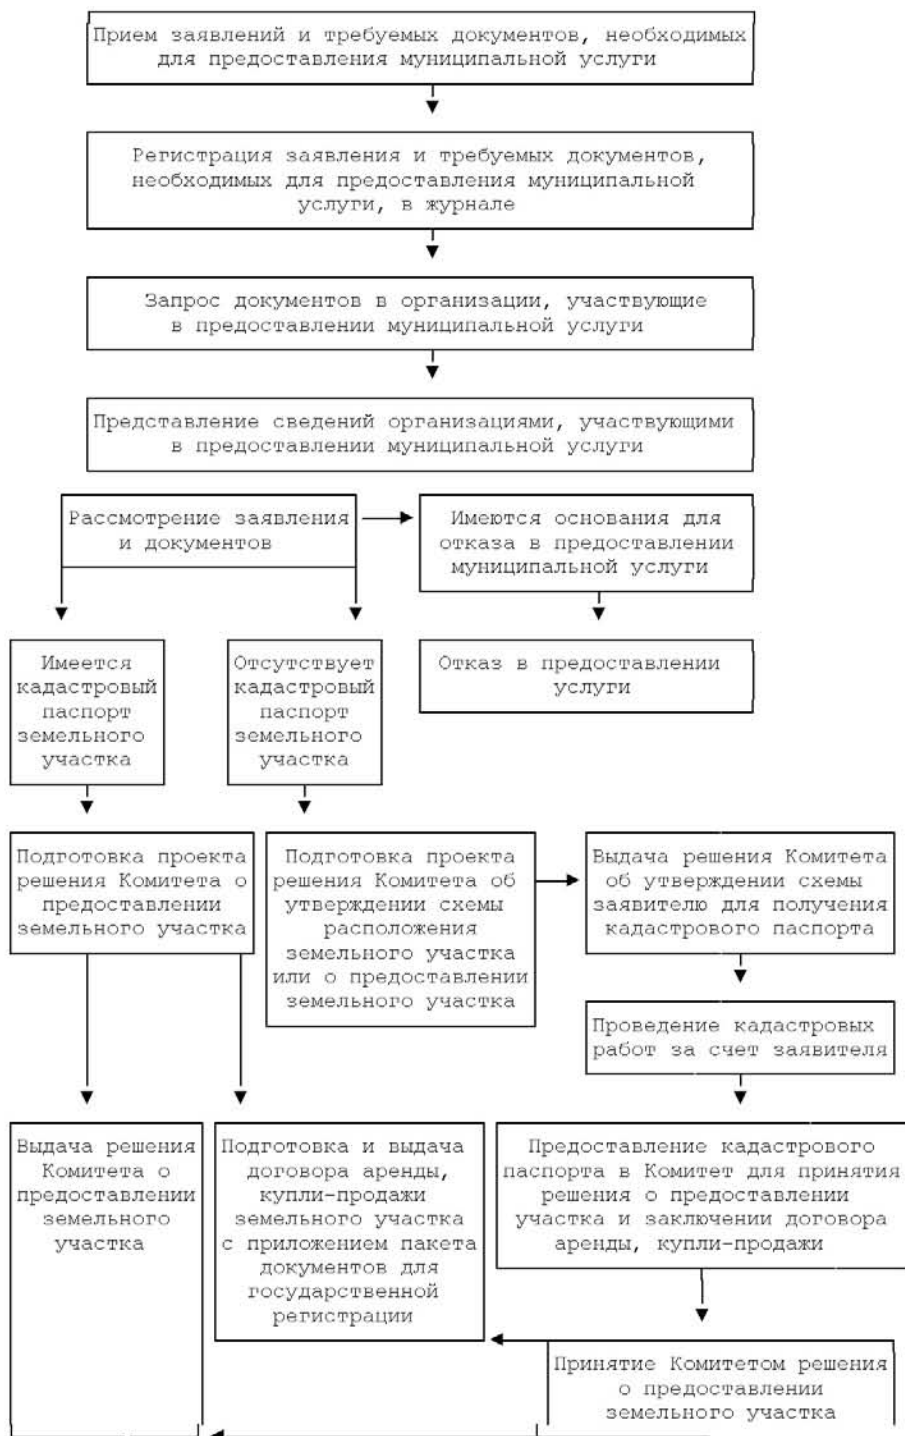 Прием заявлений и требуемых документов, необходимых
для предоставления муниципальной услуги
Регистрация заявления и требуемых документов,
необходимых для предоставления муниципальной
услуги, в журнале
Запрос документов в организации, участвующие
в предоставлении муниципальной услуги
Представление сведений организациями, участвующими
в предоставлении муниципальной услуги
Рассмотрение заявления
и документов
Имеются основания для
отказа в предоставлении
муниципальной услуги
Имеется
кадастровый
паспорт
земельного
участка
Отсутствует
кадастровый
паспорт
земельного
участка
Отказ в предоставлении
услуги
Подготовка проекта
решения Комитета о
предоставлении
земельного участка
Подготовка проекта
решения Комитета об
утверждении схемы
расположения
земельного участка
или о предоставлении
земельного участка
Выдача решения Комитета
об утверждении схемы
заявителю для получения
кадастрового паспорта
Проведение кадастровых
работ за счет заявителя
Выдача решения
Комитета о
предоставлении
земельного
участка
Подготовка и выдача
договора аренды,
купли-продажи
земельного участка
с приложением пакета
документов для
государственной
регистрации
Предоставление кадастрового
паспорта в Комитет для принятия
решения о предоставлении
участка и заключении договора
аренды, купли-продажи
Принятие Комитетом решения
о предоставлении
земельного участка